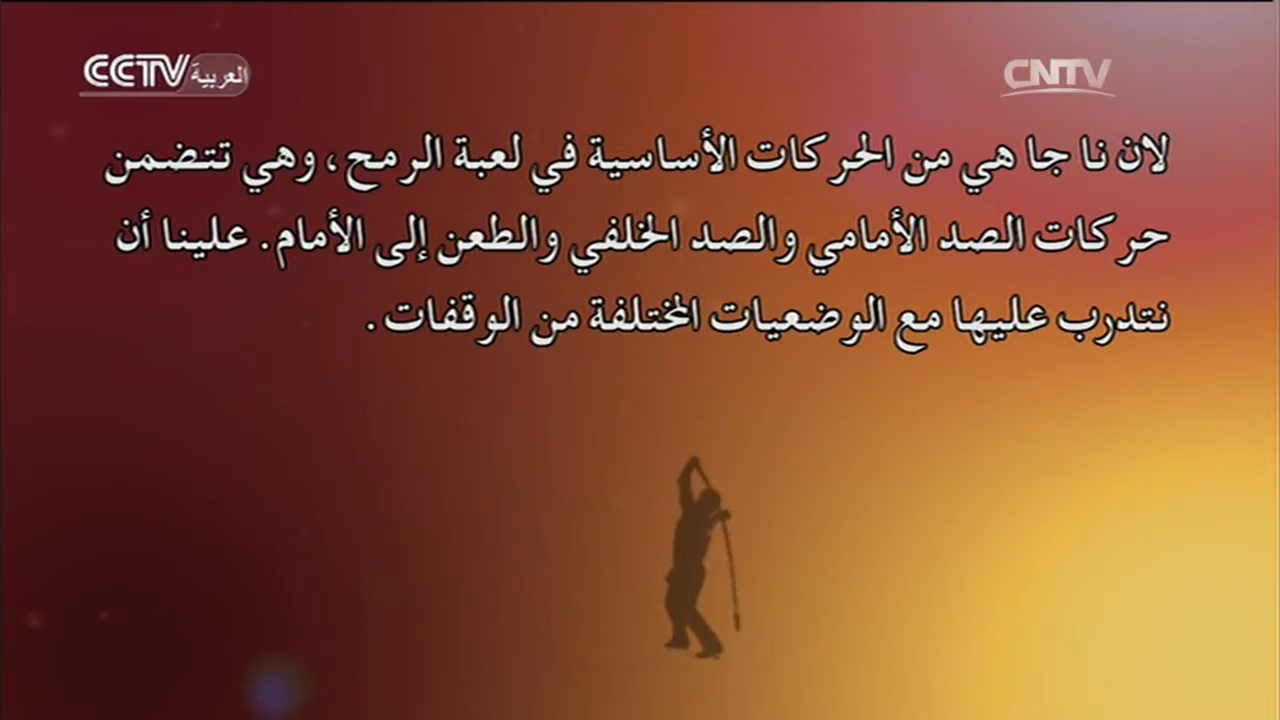 CCTV العربية
CNTV
لان نا جا هي من الحركات الأساسية في لعبة الرمح، وهي تتضمن
حركات الصد الأمامي والصد الخلفي والطعن إلى الأمام. علينا أن
نتدرب عليها مع الوضعيات المختلفة من الوقفات.